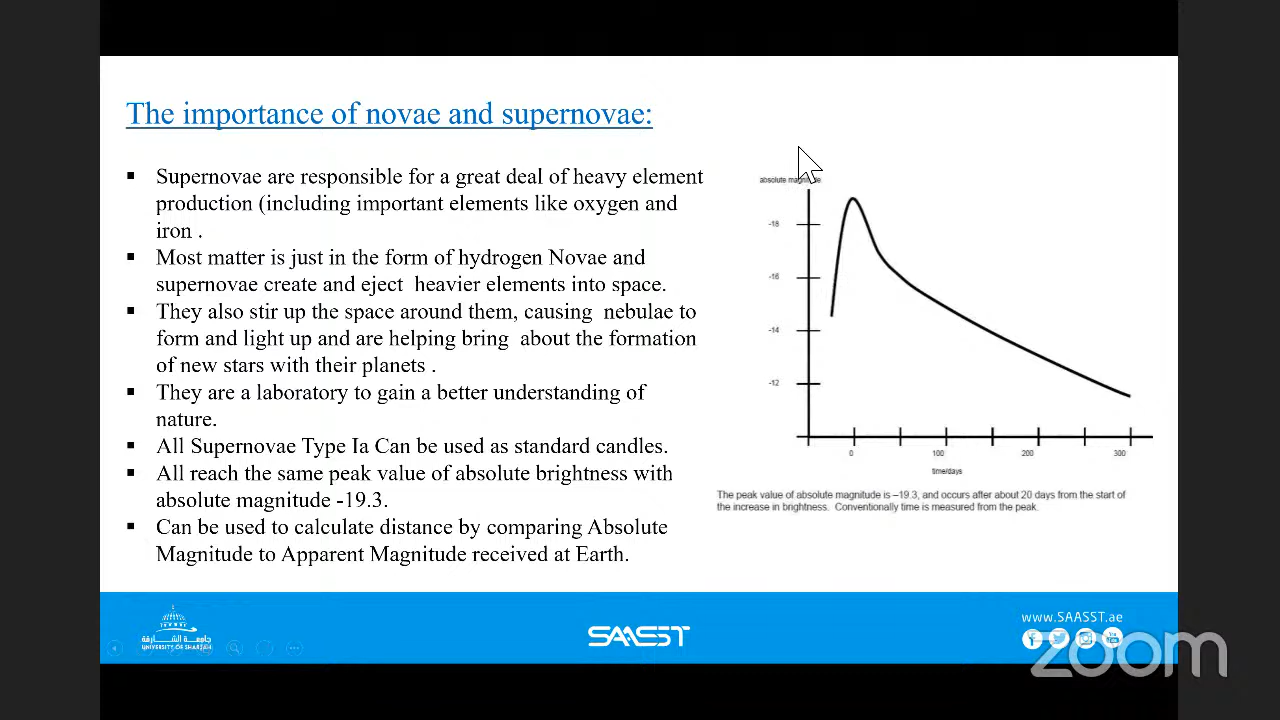 The importance of novae and supernovae:
▪ Supernovae are responsible for a great deal of heavy element
production (including important elements like oxygen and
iron .
▪ Most matter is just in the form of hydrogen Novae and
supernovae create and eject heavier elements into space.
▪ They also stir up the space around them, causing nebulae to
form and light up and are helping bring about the formation
of new stars with their planets .
▪ They are a laboratory to gain a better understanding of
nature.
▪ All Supernovae Type Ia Can be used as standard candles.
▪ All reach the same peak value of absolute brightness with
absolute magnitude -19.3.
▪ Can be used to calculate distance by comparing Absolute
Magnitude to Apparent Magnitude received at Earth.
absolute magnitude
-18
-16
-14
-12
0 100 200 300
time/days
The peak value of absolute magnitude is –19.3, and occurs after about 20 days from the start of
the increase in brightness. Conventionally time is measured from the peak.
جامعة الشارقة
UNIVERSITY OF SHARJAH
SAASST
www.SAASST.ae
zoom